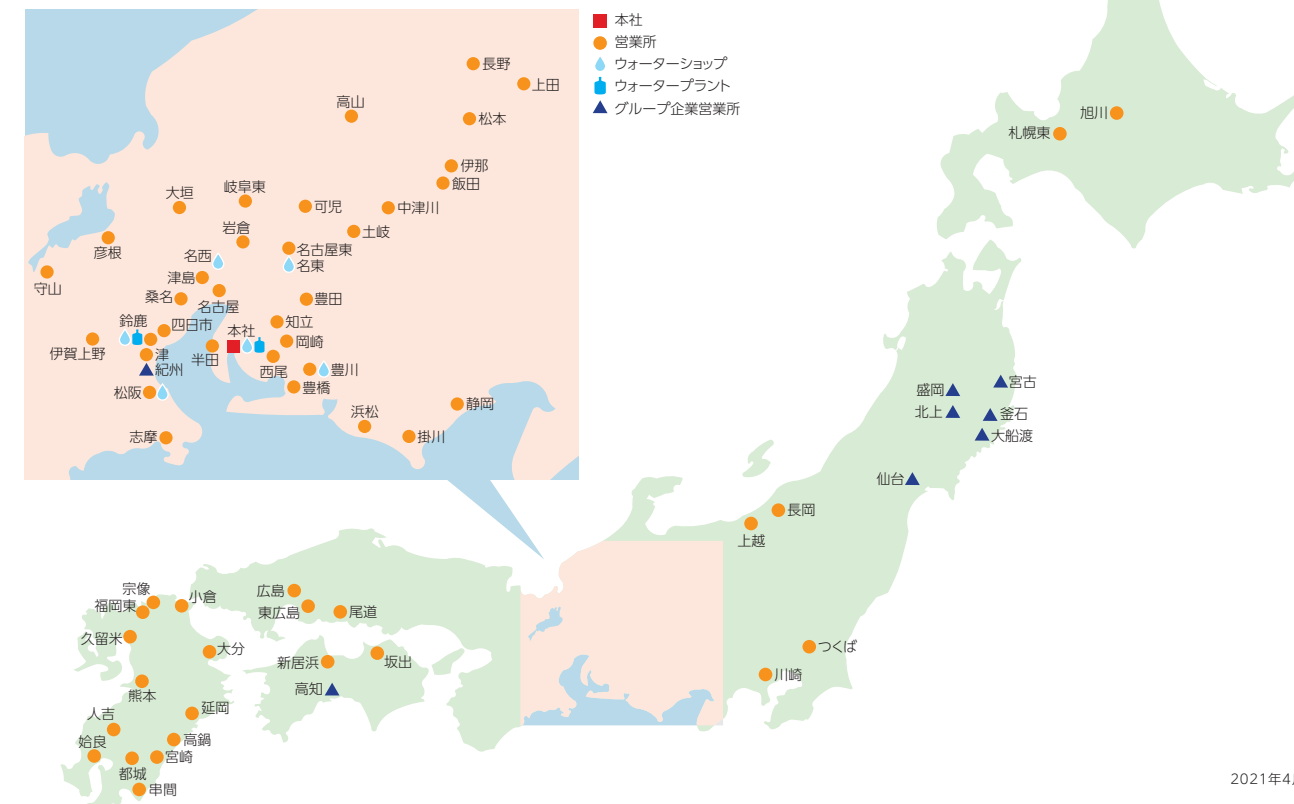 本社
営業所
ウォーターショップ
ウォータープラント
グループ企業営業所
長野
上田
高山
松本
伊那
飯田
大垣
岐阜東
可児
中津川
土岐
岩倉
彦根
名西
名古屋東
名東
守山
津島
桑名
名古屋
豊田
鈴鹿
四日市
本社
知立
岡崎
伊賀上野
津
半田
西尾
紀州
豊川
松阪
豊橋
浜松
静岡
志摩
掛川
旭川
札幌東
盛岡
宮古
北上
釜石
大船渡
仙台
長岡
上越
つくば
川崎
宗像
小倉
福岡東
久留米
大分
熊本
人吉
延岡
姶良
高鍋
宮崎
都城
串間
広島
東広島
尾道
新居浜
坂出
高知
2021年4